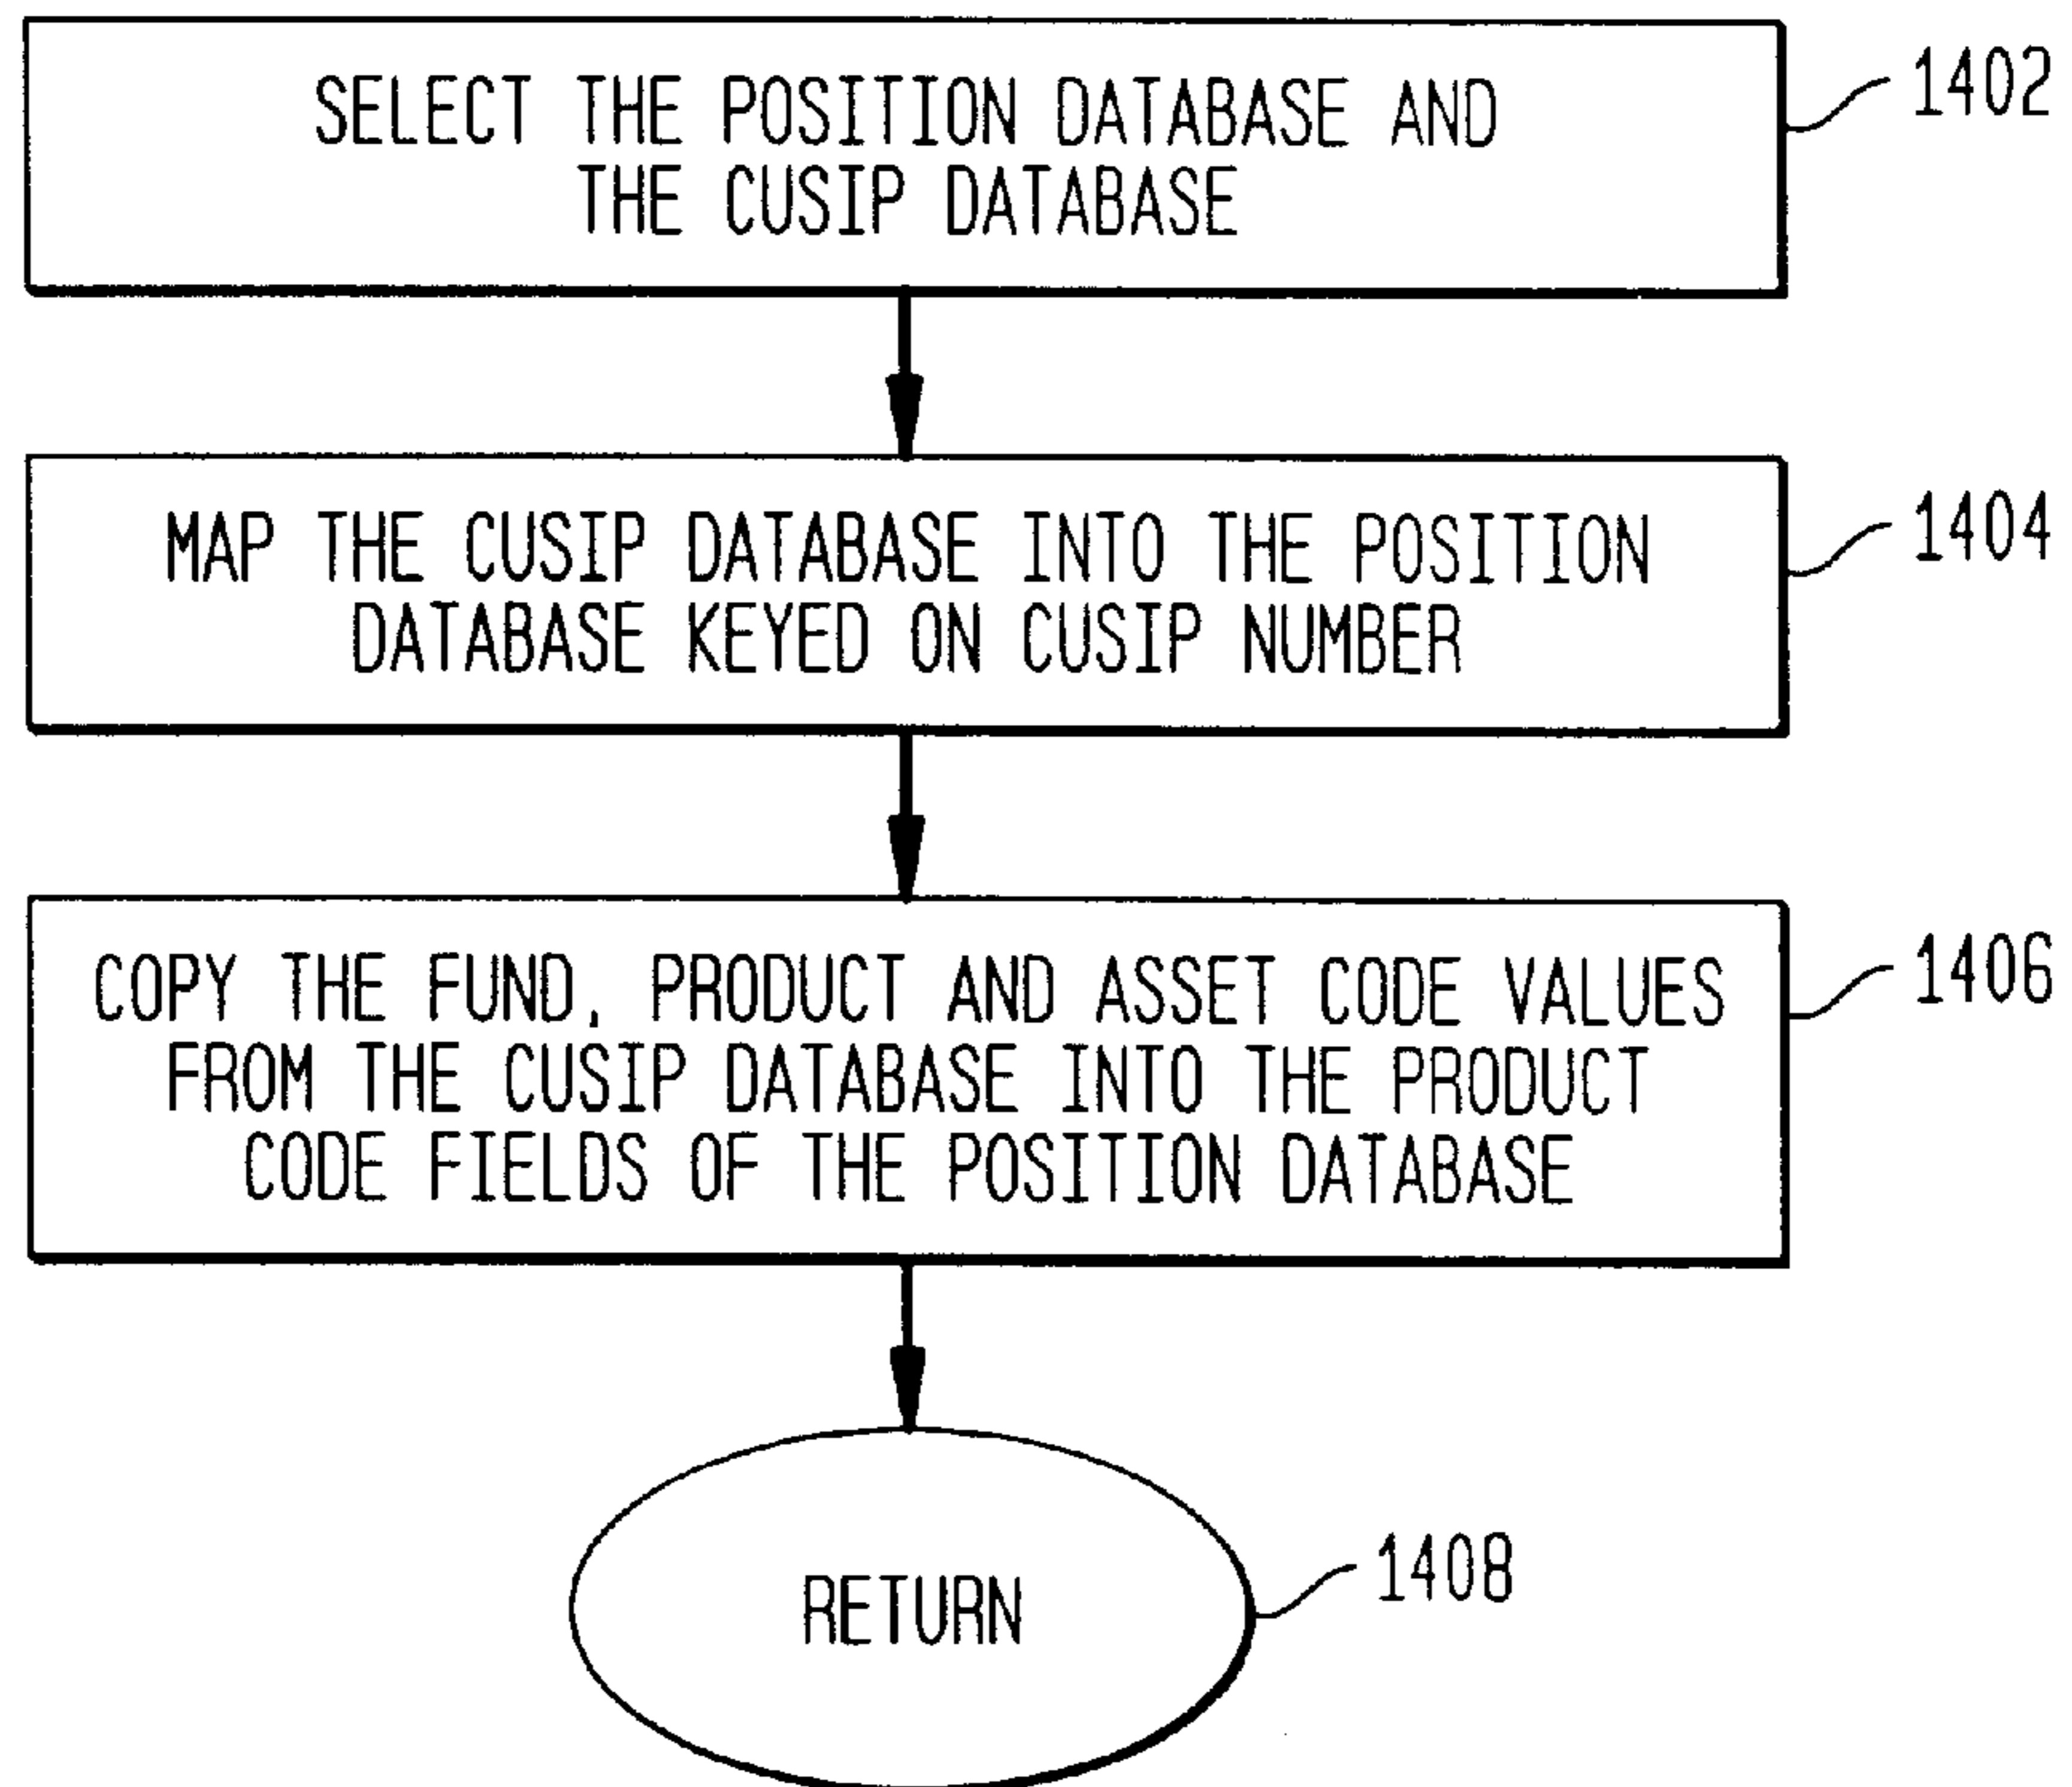 SELECT THE POSITION DATABASE AND
THE CUSIP DATABASE
1402
MAP THE CUSIP DATABASE INTO THE POSITION
DATABASE KEYED ON CUSIP NUMBER
1404
COPY THE FUND, PRODUCT AND ASSET CODE VALUES
FROM THE CUSIP DATABASE INTO THE PRODUCT
CODE FIELDS OF THE POSITION DATABASE
1406
RETURN
1408